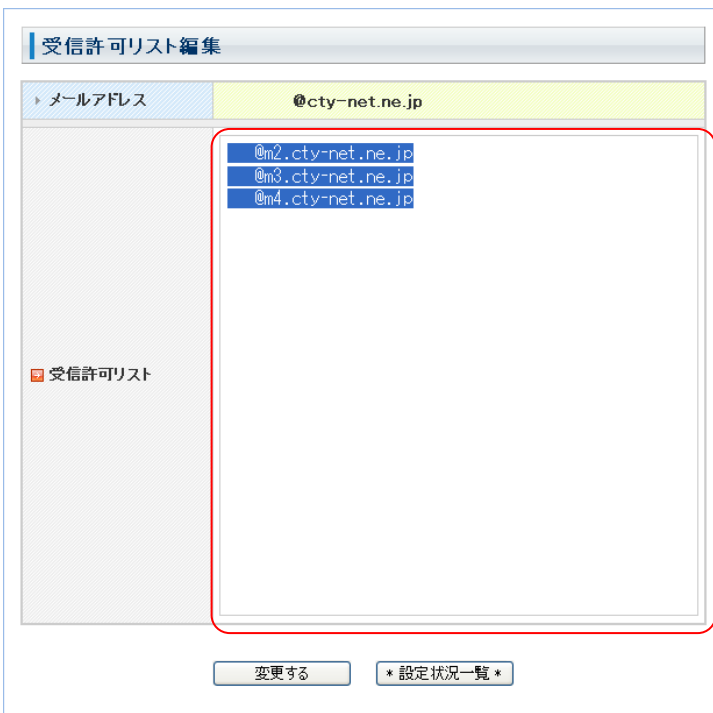 受信許可リスト編集
メールアドレス
@cty-net.ne.jp
@m2.cty-net.ne.jp
@m3.cty-net.ne.jp
@m4.cty-net.ne.jp
受信許可リスト
変更する
* 設定状況一覧 *